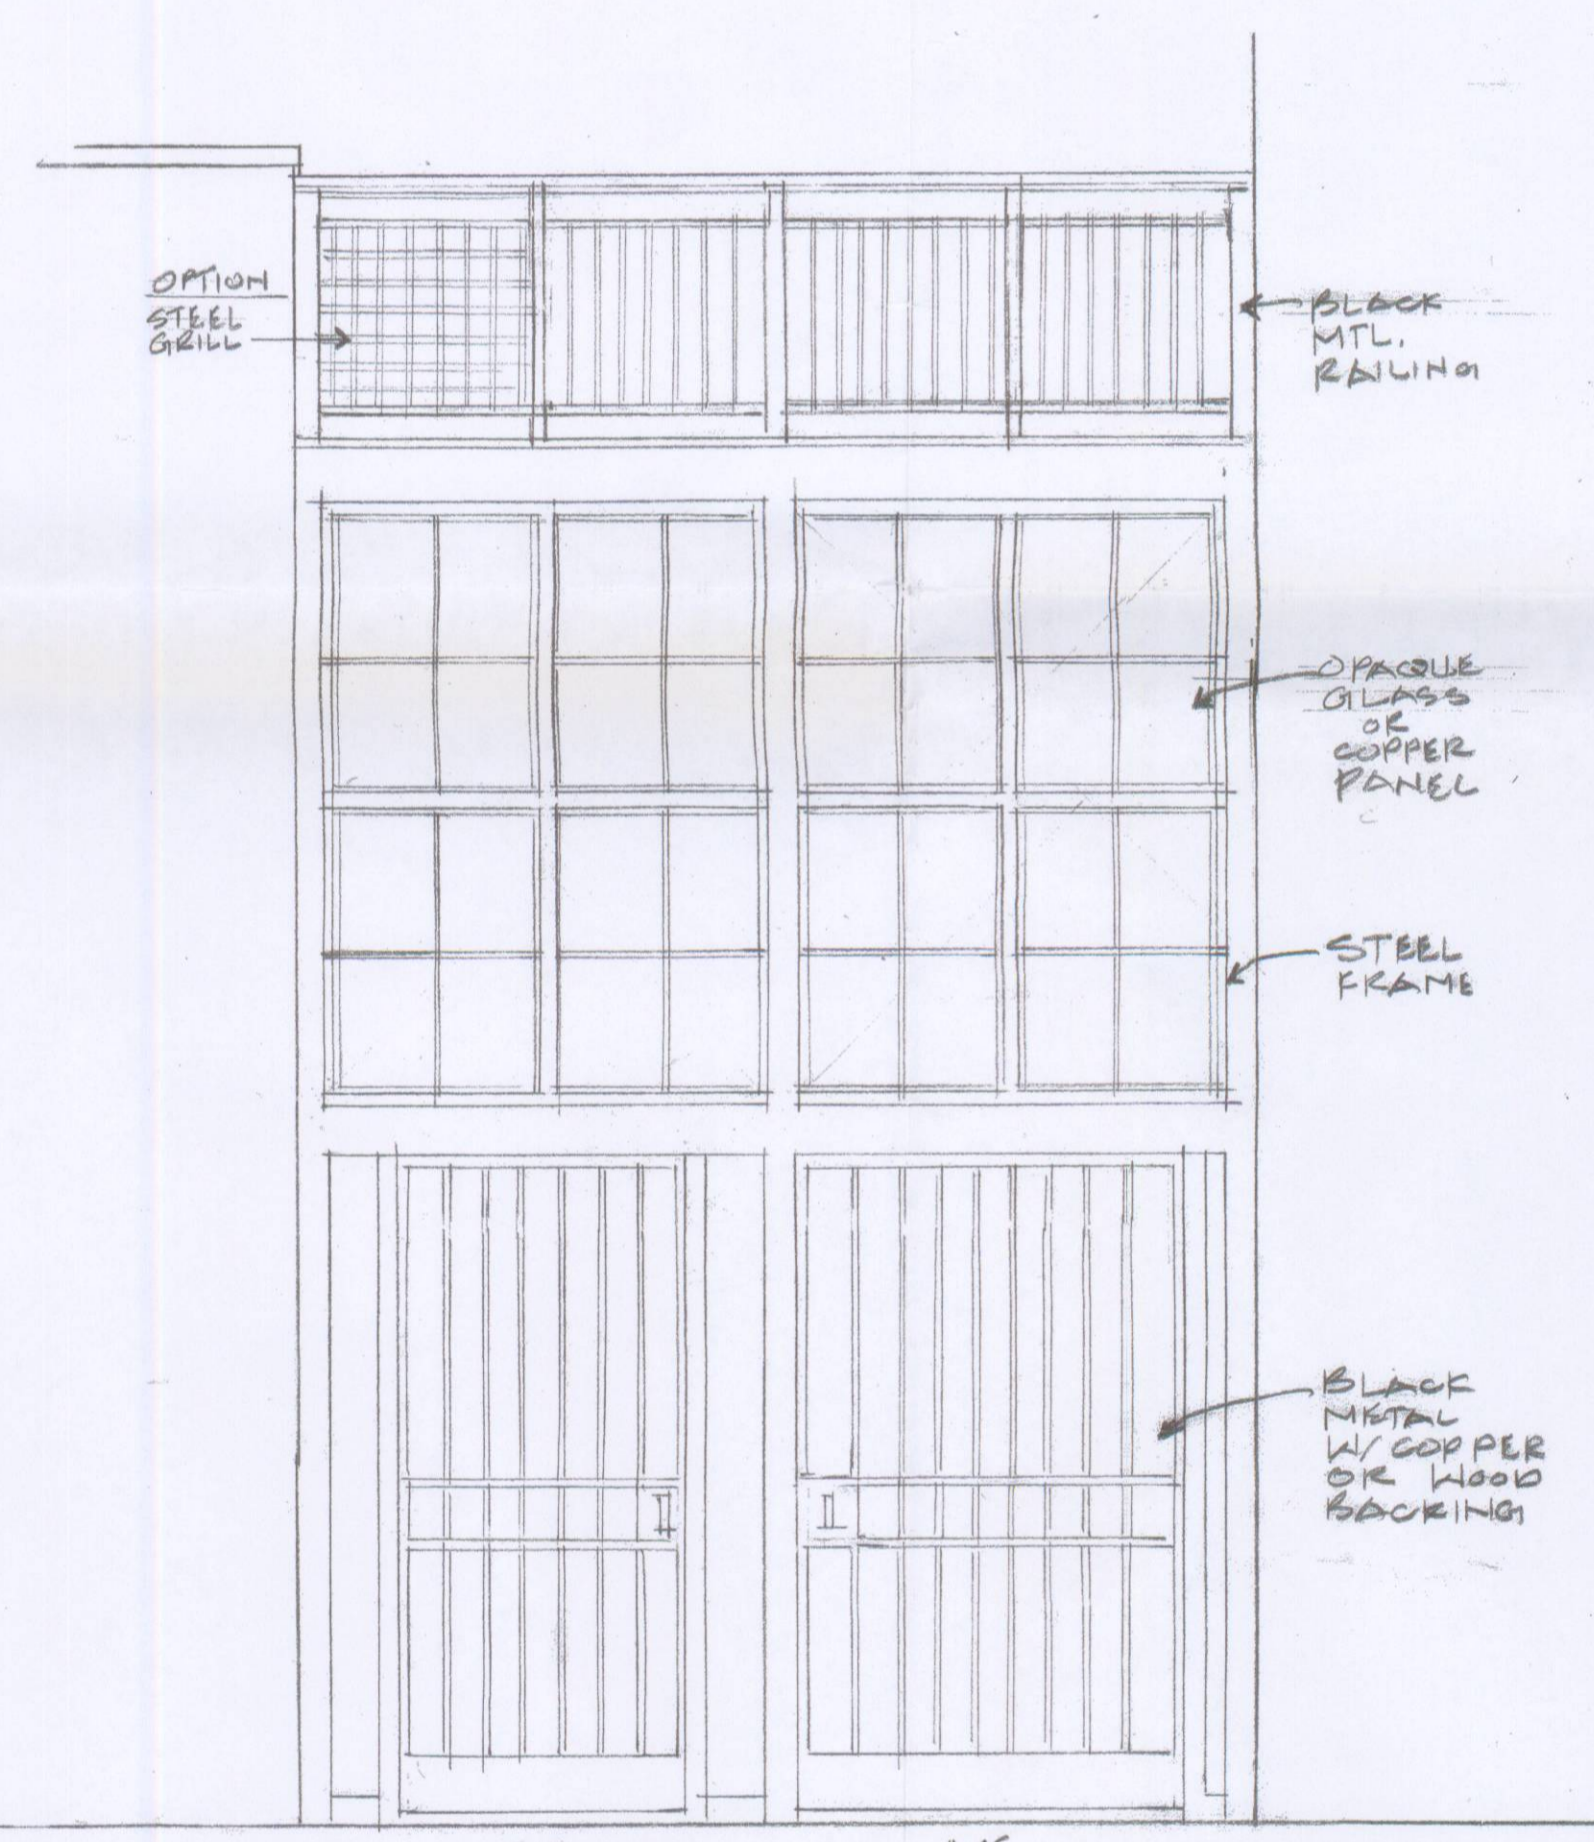 OPTION
STEEL
GRILL
BLACK
MTL.
RAILING
OPAQUE
GLASS
OR
COPPER
PANEL
STEEL
FRAME
BLACK
METAL
W/ COPPER
OR WOOD
BACKING